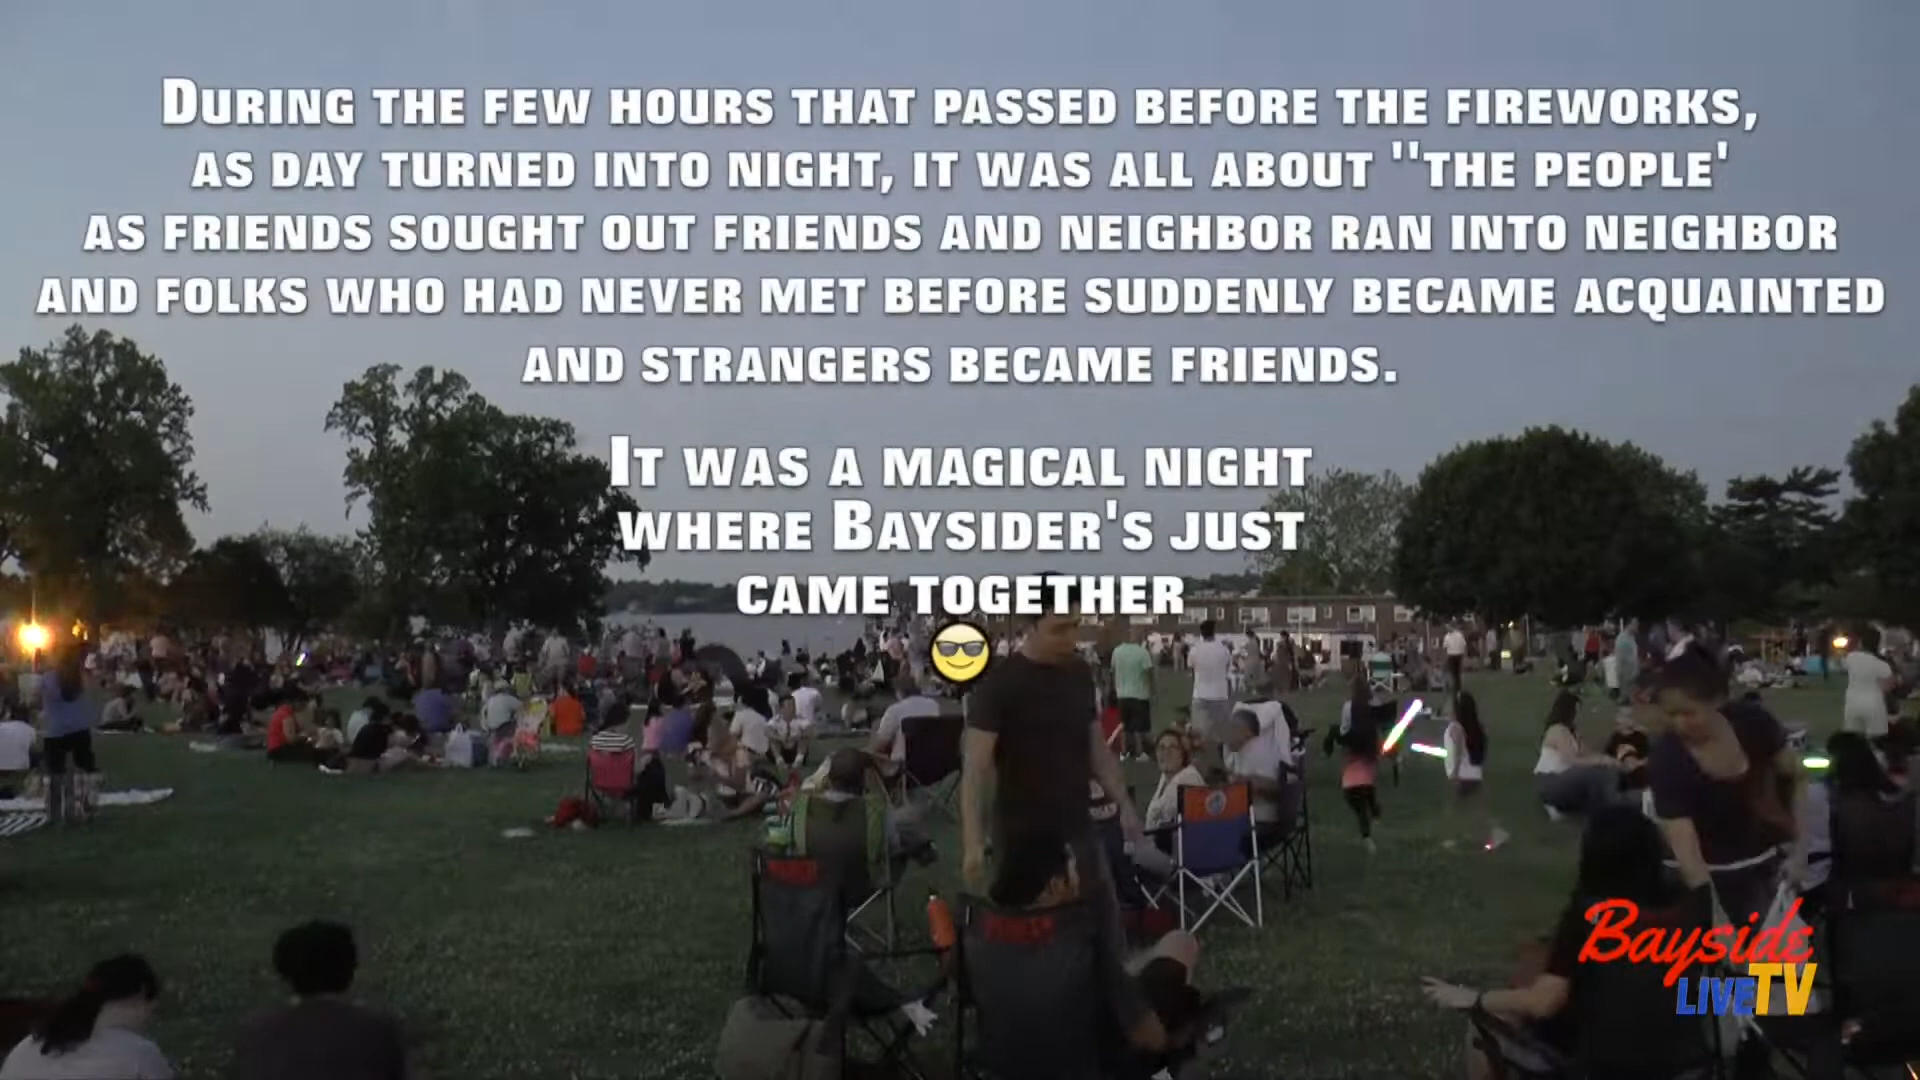 During the few hours that passed before the fireworks,
as day turned into night, it was all about "the people'
as friends sought out friends and neighbor ran into neighbor
and folks who had never met before suddenly became acquainted
and strangers became friends.
It was a magical night
where Baysider's just
came together
Bayside
LIVETV